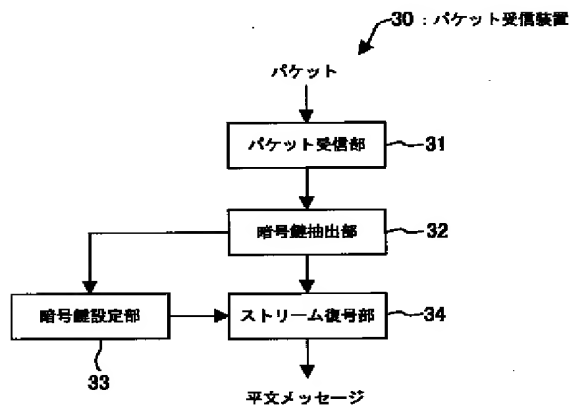 30：パケット受信装置
パケット
パケット受信部
31
暗号鍵抽出部
32
暗号鍵設定部
33
ストリーム復号部
34
平文メッセージ